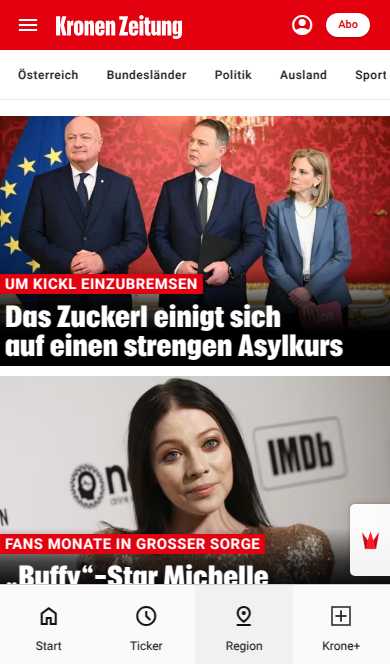 Kronen Zeitung
Abo
Österreich
Bundesländer
Politik
Ausland
Sport
UM KICKL EINZUBREMSEN
Das Zuckerl einigt sich
auf einen strengen Asylkurs
IMDb
FANS MONATE IN GROSSER SORGE
„Buffy“-Star Michelle
Start
Ticker
Region
Krone+